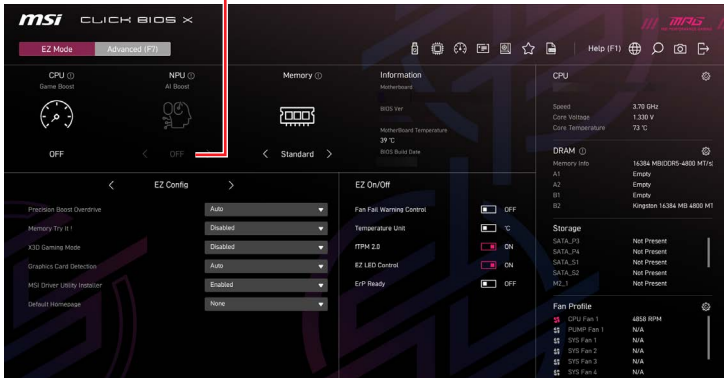 msi CLICK BIOS X
MPG
EZ Mode
Advanced (F7)
Help (F1)
CPU
Game Boost
OFF
NPU
AI Boost
OFF
Memory
Standard
Information
Motherboard
BIOS Ver
MotherBoard Temperature
39 °C
BIOS Build Date
EZ Config
Precision Boost Overdrive Auto
Memory Try It ! Disabled
X3D Gaming Mode Disabled
Graphics Card Detection Auto
MSI Driver Utility Installer Enabled
Default Homepage None
EZ On/Off
Fan Fail Warning Control OFF
Temperature Unit °C
fTPM 2.0 ON
EZ LED Control ON
ErP Ready OFF
CPU
Speed 3.70 GHz
Core Voltage 1.330 V
Core Temperature 73 °C
DRAM
Memory Info 16384 MB(DDR5-4800 MT/s
A1 Empty
A2 Empty
B1 Empty
B2 Kingston 16384 MB 4800 MT
Storage
SATA_P3 Not Present
SATA_P4 Not Present
SATA_S1 Not Present
SATA_S2 Not Present
M2_1 Not Present
Fan Profile
CPU Fan 1 4858 RPM
PUMP Fan 1 N/A
SYS Fan 1 N/A
SYS Fan 2 N/A
SYS Fan 3 N/A
SYS Fan 4 N/A